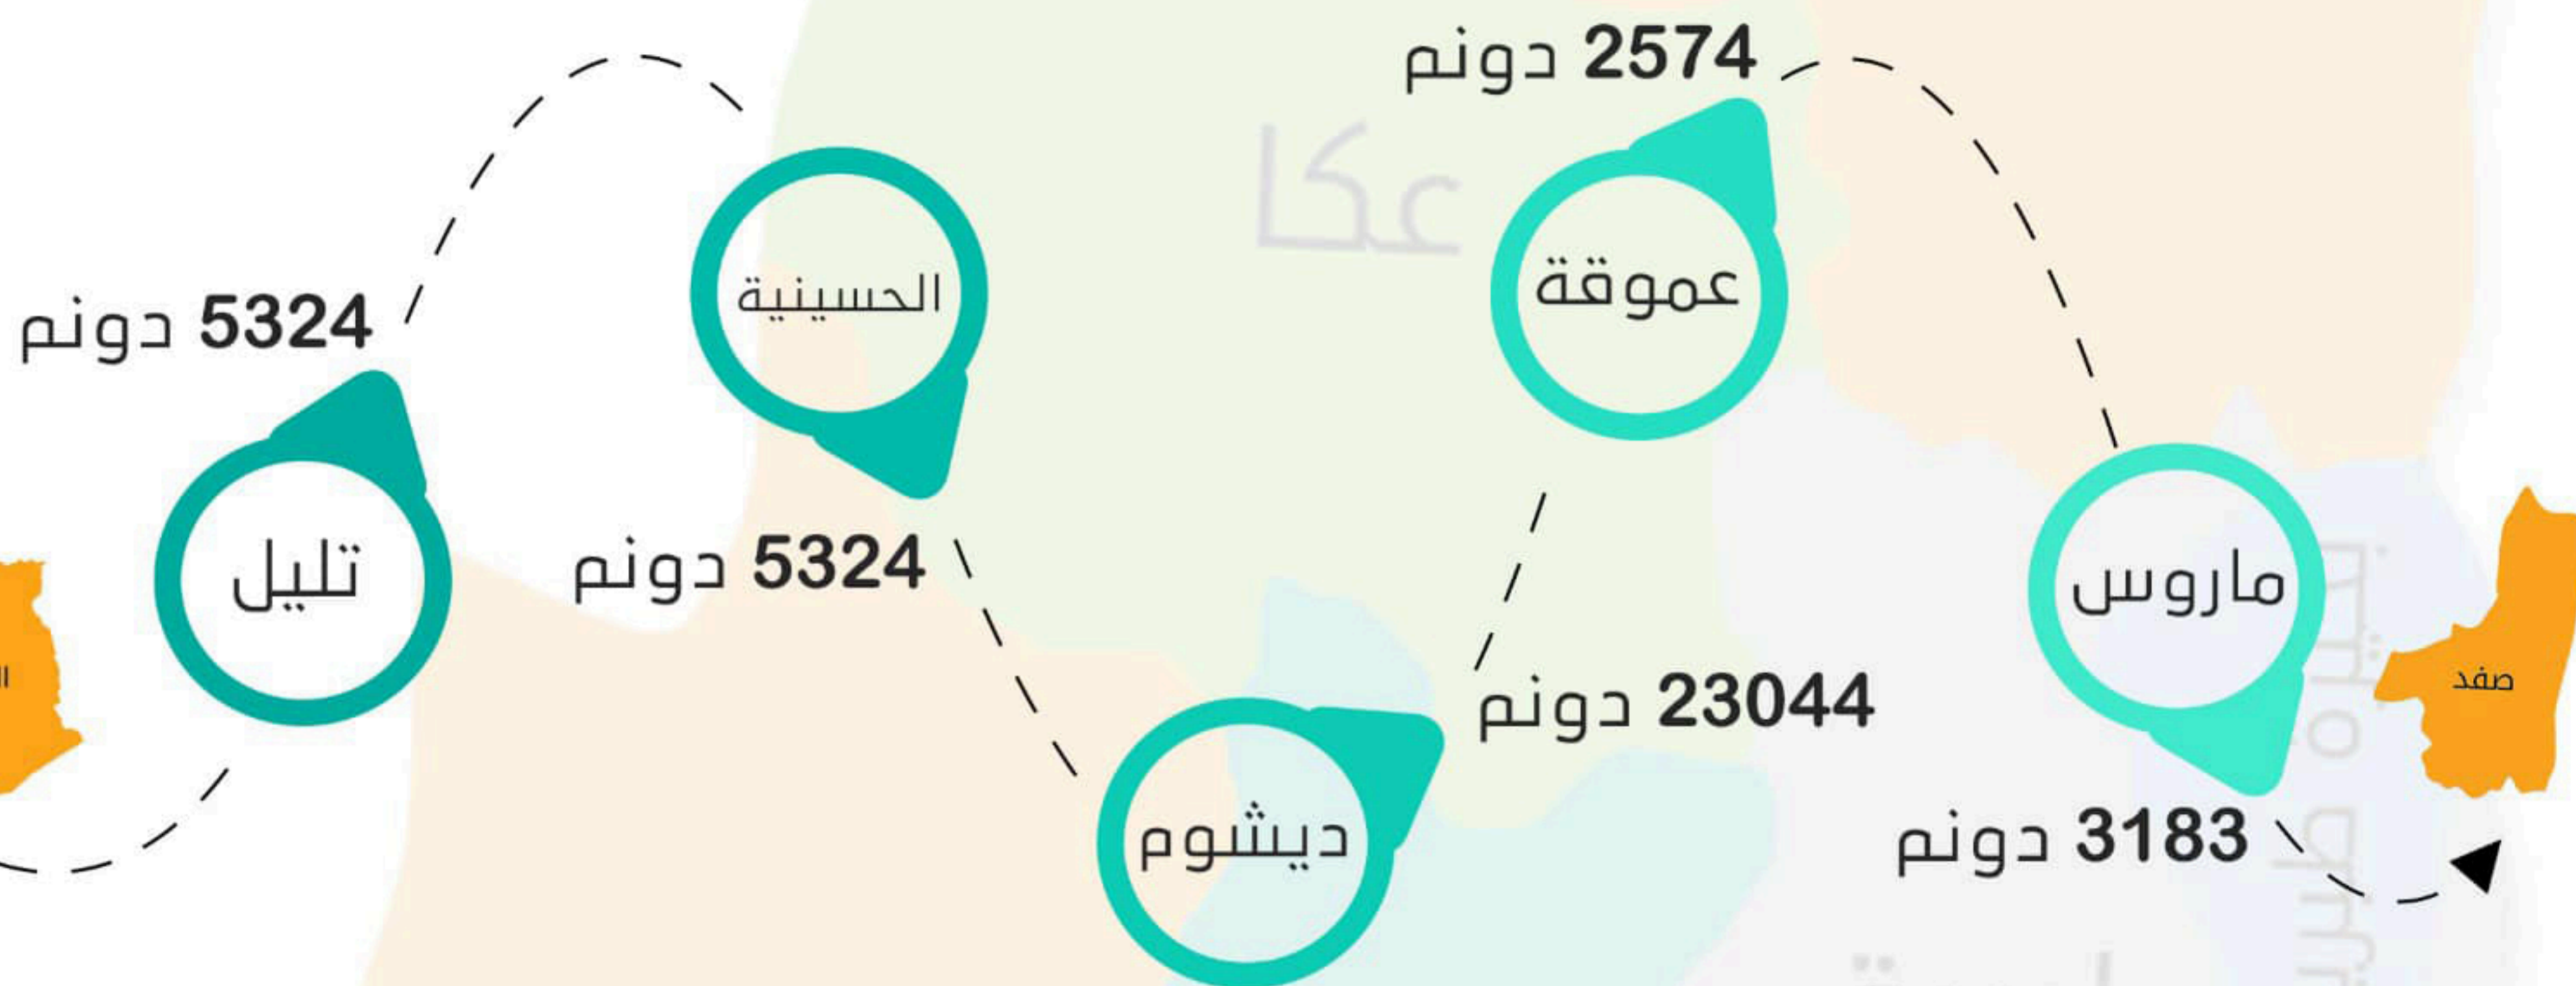 2574 دونم
عكا
عموقة
الحسينية
5324 دونم
تليل
5324 دونم
ماروس
صفد
23044 دونم
ديشوم
3183 دونم